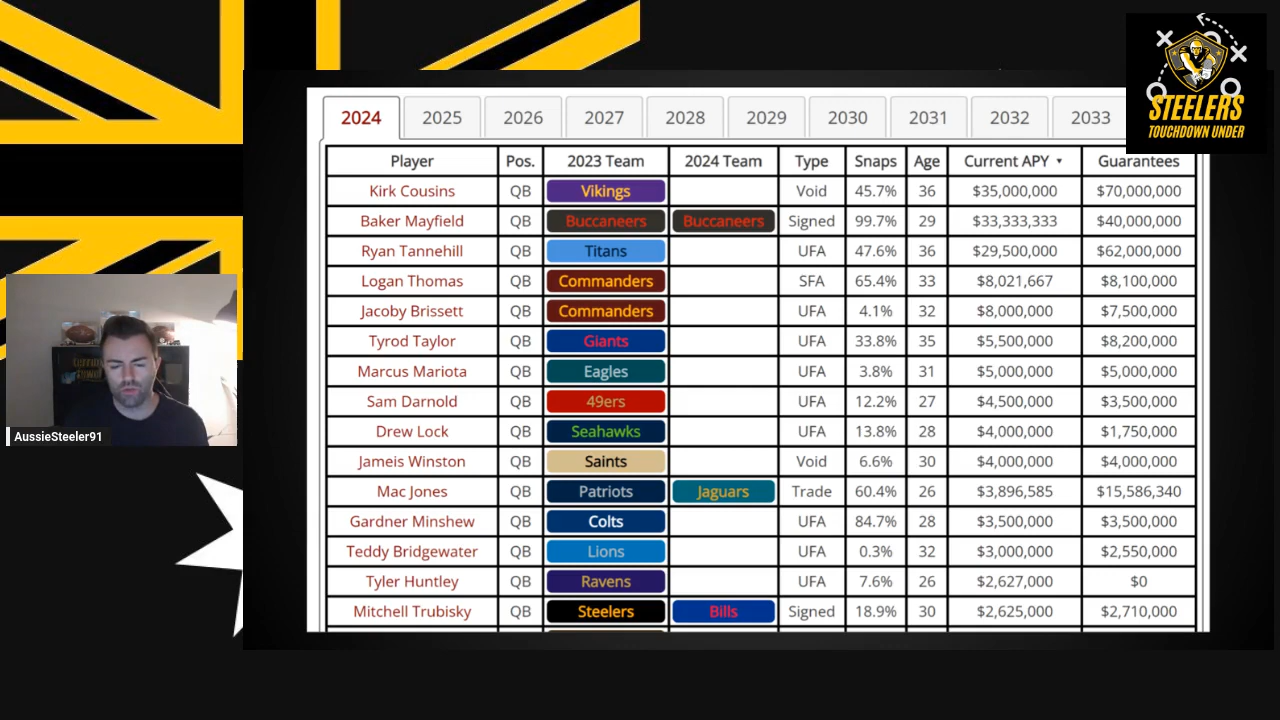 STEELERS
TOUCHDOWN UNDER
2024 2025 2026 2027 2028 2029 2030 2031 2032 2033
Player Pos. 2023 Team 2024 Team Type Snaps Age Current APY ▼ Guarantees
Kirk Cousins QB Vikings Void 45.7% 36 $35,000,000 $70,000,000
Baker Mayfield QB Buccaneers Buccaneers Signed 99.7% 29 $33,333,333 $40,000,000
Ryan Tannehill QB Titans UFA 47.6% 36 $29,500,000 $62,000,000
Logan Thomas QB Commanders SFA 65.4% 33 $8,021,667 $8,100,000
Jacoby Brissett QB Commanders UFA 4.1% 32 $8,000,000 $7,500,000
Tyrod Taylor QB Giants UFA 33.8% 35 $5,500,000 $8,200,000
Marcus Mariota QB Eagles UFA 3.8% 31 $5,000,000 $5,000,000
Sam Darnold QB 49ers UFA 12.2% 27 $4,500,000 $3,500,000
Drew Lock QB Seahawks UFA 13.8% 28 $4,000,000 $1,750,000
Jameis Winston QB Saints Void 6.6% 30 $4,000,000 $4,000,000
Mac Jones QB Patriots Jaguars Trade 60.4% 26 $3,896,585 $15,586,340
Gardner Minshew QB Colts UFA 84.7% 28 $3,500,000 $3,500,000
Teddy Bridgewater QB Lions UFA 0.3% 32 $3,000,000 $2,550,000
Tyler Huntley QB Ravens UFA 7.6% 26 $2,627,000 $0
Mitchell Trubisky QB Steelers Bills Signed 18.9% 30 $2,625,000 $2,710,000
AussieSteeler91